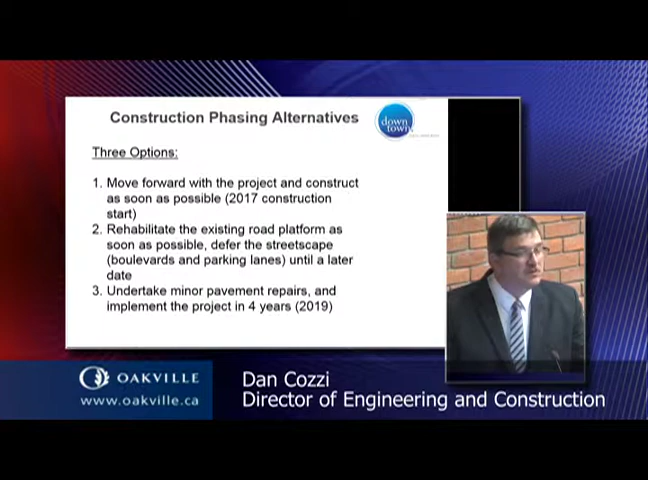 Construction Phasing Alternatives
down
town
Three Options:
1. Move forward with the project and construct
as soon as possible (2017 construction
start)
2. Rehabilitate the existing road platform as
soon as possible, defer the streetscape
(boulevards and parking lanes) until a later
date
3. Undertake minor pavement repairs, and
implement the project in 4 years (2019)
OAKVILLE
www.oakville.ca
Dan Cozzi
Director of Engineering and Construction